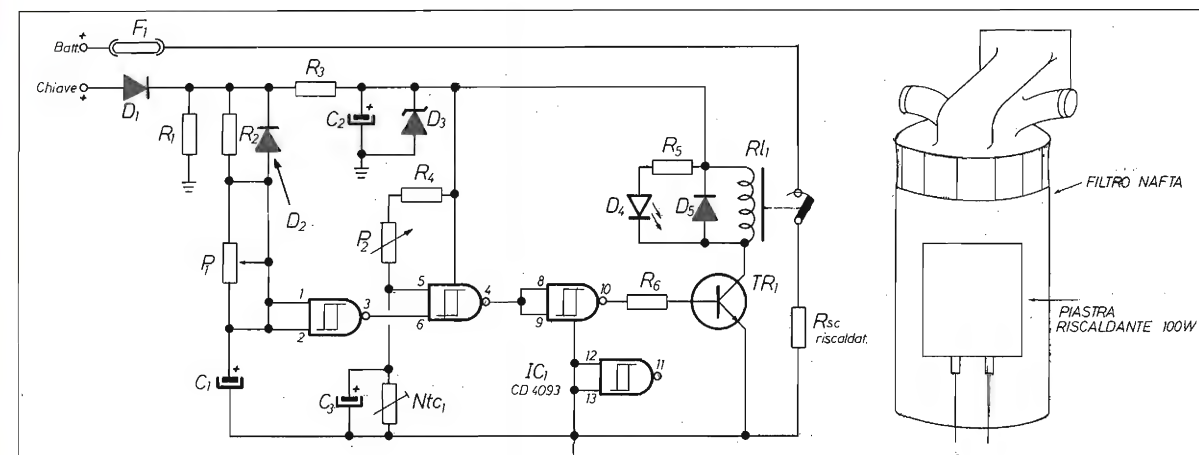 Batt. + F1
Chiave +
D1
R1
R2
D2
R3
C2 +
D3
R4
P2
P1
1
2
3
5
6
4
8
9
10
12
13
11
IC1
CD 4093
C1 +
C3 +
Ntc1
R5
D4
D5
Rl1
R6
TR1
Rsc
riscaldat.
FILTRO NAFTA
PIASTRA
RISCALDANTE 100W